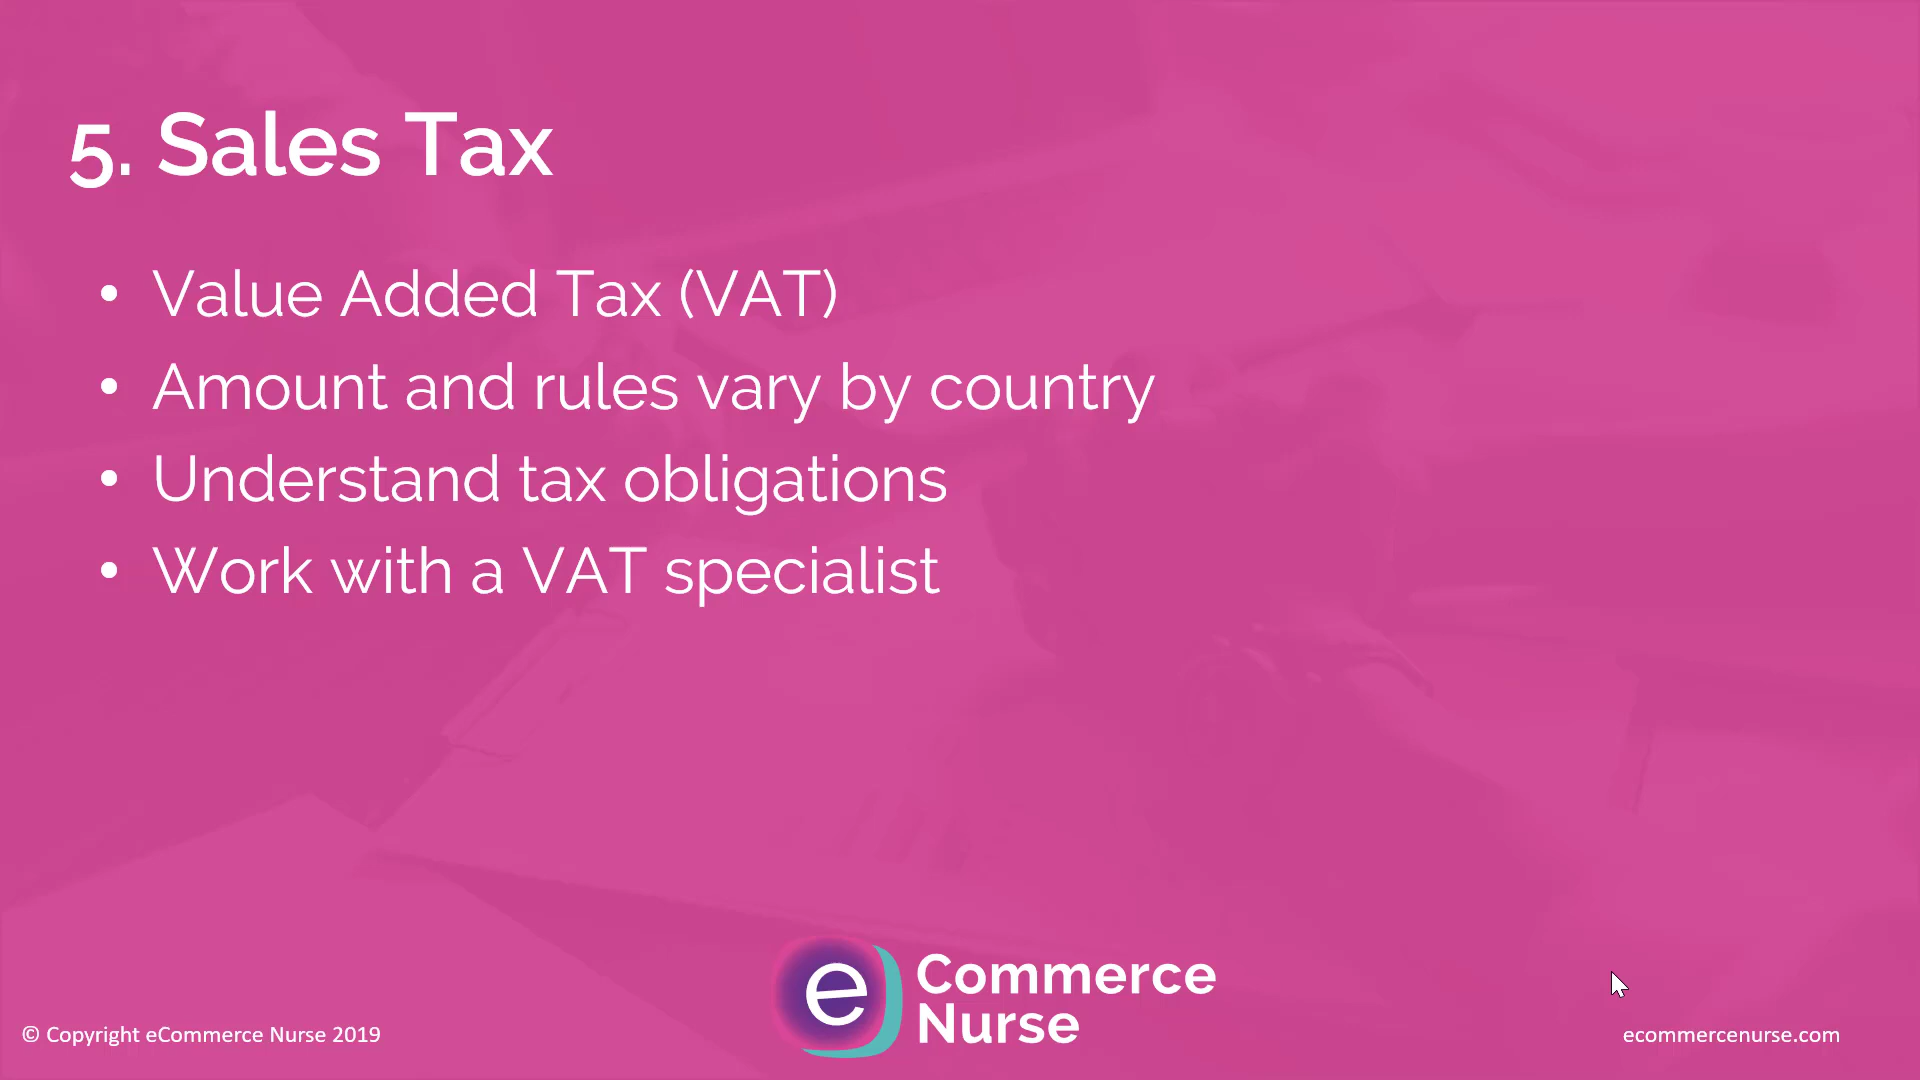 5. Sales Tax
• Value Added Tax (VAT)
• Amount and rules vary by country
• Understand tax obligations
• Work with a VAT specialist
e Commerce
Nurse
© Copyright eCommerce Nurse 2019
ecommercenurse.com